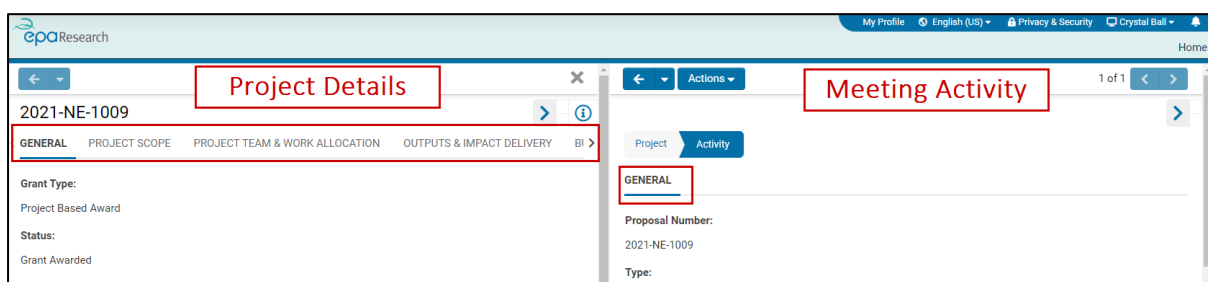 My Profile English (US) Privacy & Security Crystal Ball
epa Research
Home
Project Details
Actions
Meeting Activity
1 of 1
2021-NE-1009
GENERAL PROJECT SCOPE PROJECT TEAM & WORK ALLOCATION OUTPUTS & IMPACT DELIVERY
Grant Type:
Project Based Award
Status:
Grant Awarded
Project Activity
GENERAL
Proposal Number:
2021-NE-1009
Type: